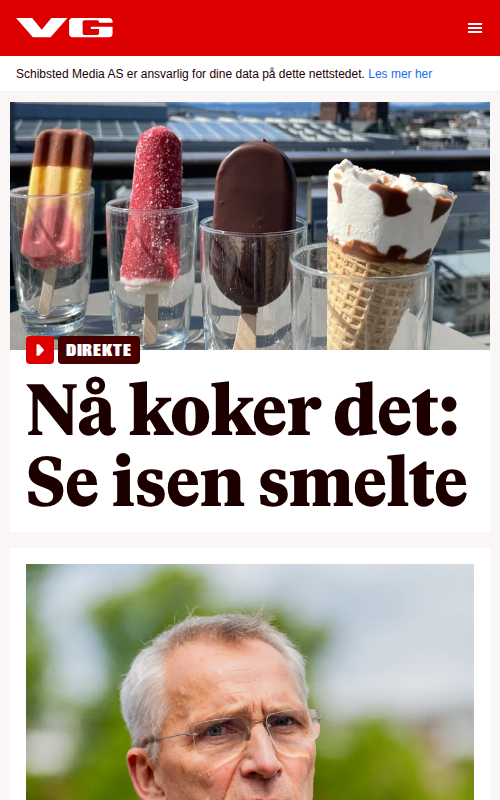 VG
Schibsted Media AS er ansvarlig for dine data på dette nettstedet. Les mer her
DIREKTE
Nå koker det:
Se isen smelte